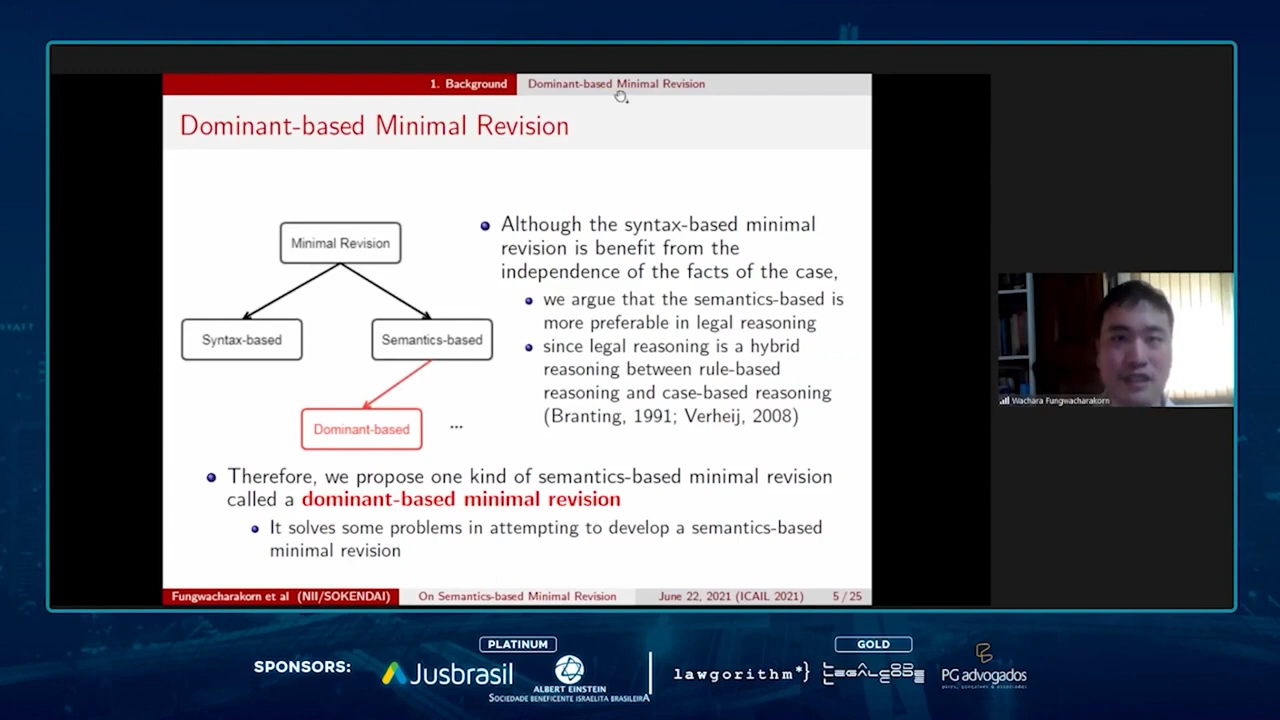 1. Background
Dominant-based Minimal Revision
Dominant-based Minimal Revision
Minimal Revision
Syntax-based
Semantics-based
Dominant-based
...
Although the syntax-based minimal
revision is benefit from the
independence of the facts of the case,
we argue that the semantics-based is
more preferable in legal reasoning
since legal reasoning is a hybrid
reasoning between rule-based
reasoning and case-based reasoning
(Branting, 1991; Verheij, 2008)
Therefore, we propose one kind of semantics-based minimal revision
called a dominant-based minimal revision
It solves some problems in attempting to develop a semantics-based
minimal revision
Fungwacharakorn et al (NII/SOKENDAI)
On Semantics-based Minimal Revision
June 22, 2021 (ICAIL 2021)
5 / 25
Wachara Fungwacharakorn
SPONSORS:
PLATINUM
Jusbrasil
ALBERT EINSTEIN
SOCIEDADE BENEFICENTE ISRAELITA BRASILEIRA
GOLD
lawgorithm*}
LEGALCODE
PG advogados